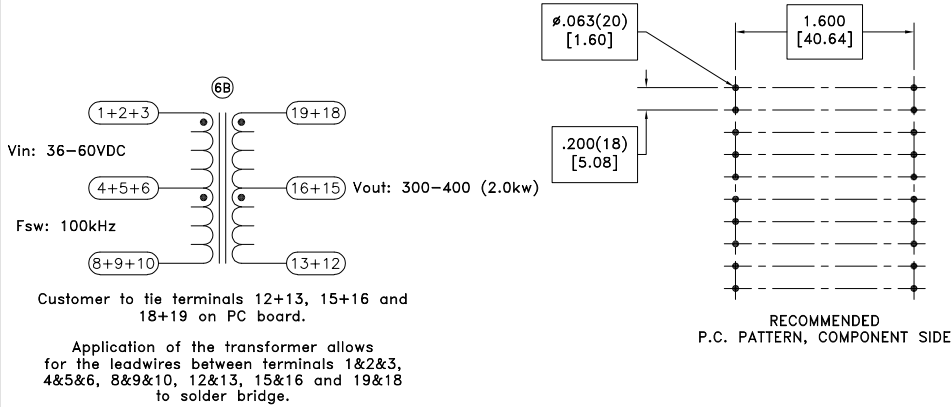 6B
1+2+3
19+18
Vin: 36-60VDC
4+5+6
16+15
Vout: 300-400 (2.0kw)
Fsw: 100kHz
8+9+10
13+12
Customer to tie terminals 12+13, 15+16 and
18+19 on PC board.
Application of the transformer allows
for the leadwires between terminals 1&2&3,
4&5&6, 8&9&10, 12&13, 15&16 and 19&18
to solder bridge.
ø.063(20)
[1.60]
1.600
[40.64]
.200(18)
[5.08]
RECOMMENDED
P.C. PATTERN, COMPONENT SIDE